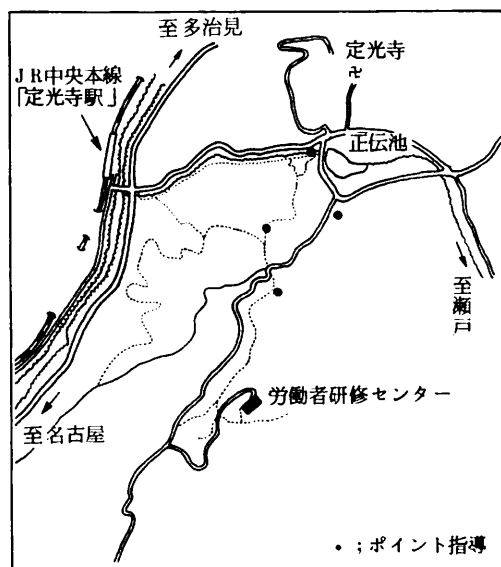 至多治見
定光寺
卍
JR中央本線
「定光寺駅」
正伝池
至瀬戸
労働者研修センター
至名古屋
• ；ポイント指導